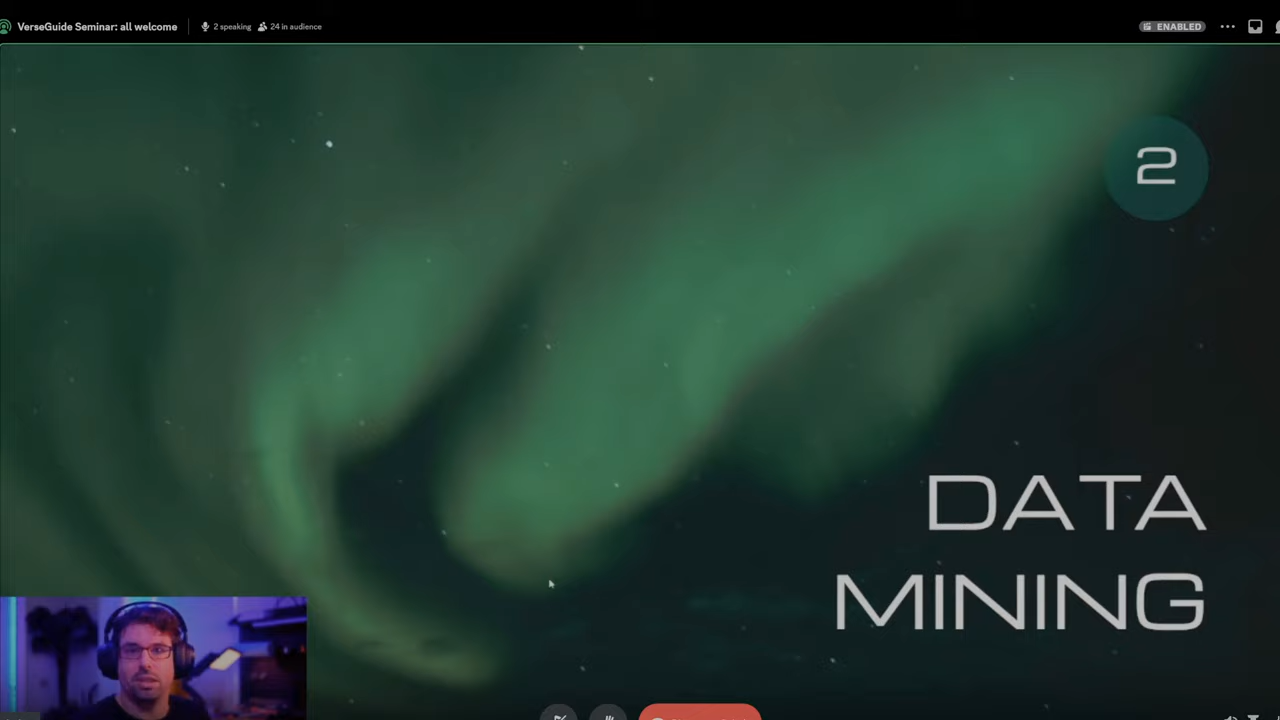 VerseGuide Seminar: all welcome
2 speaking
24 in audience
ENABLED
2
DATA
MINING